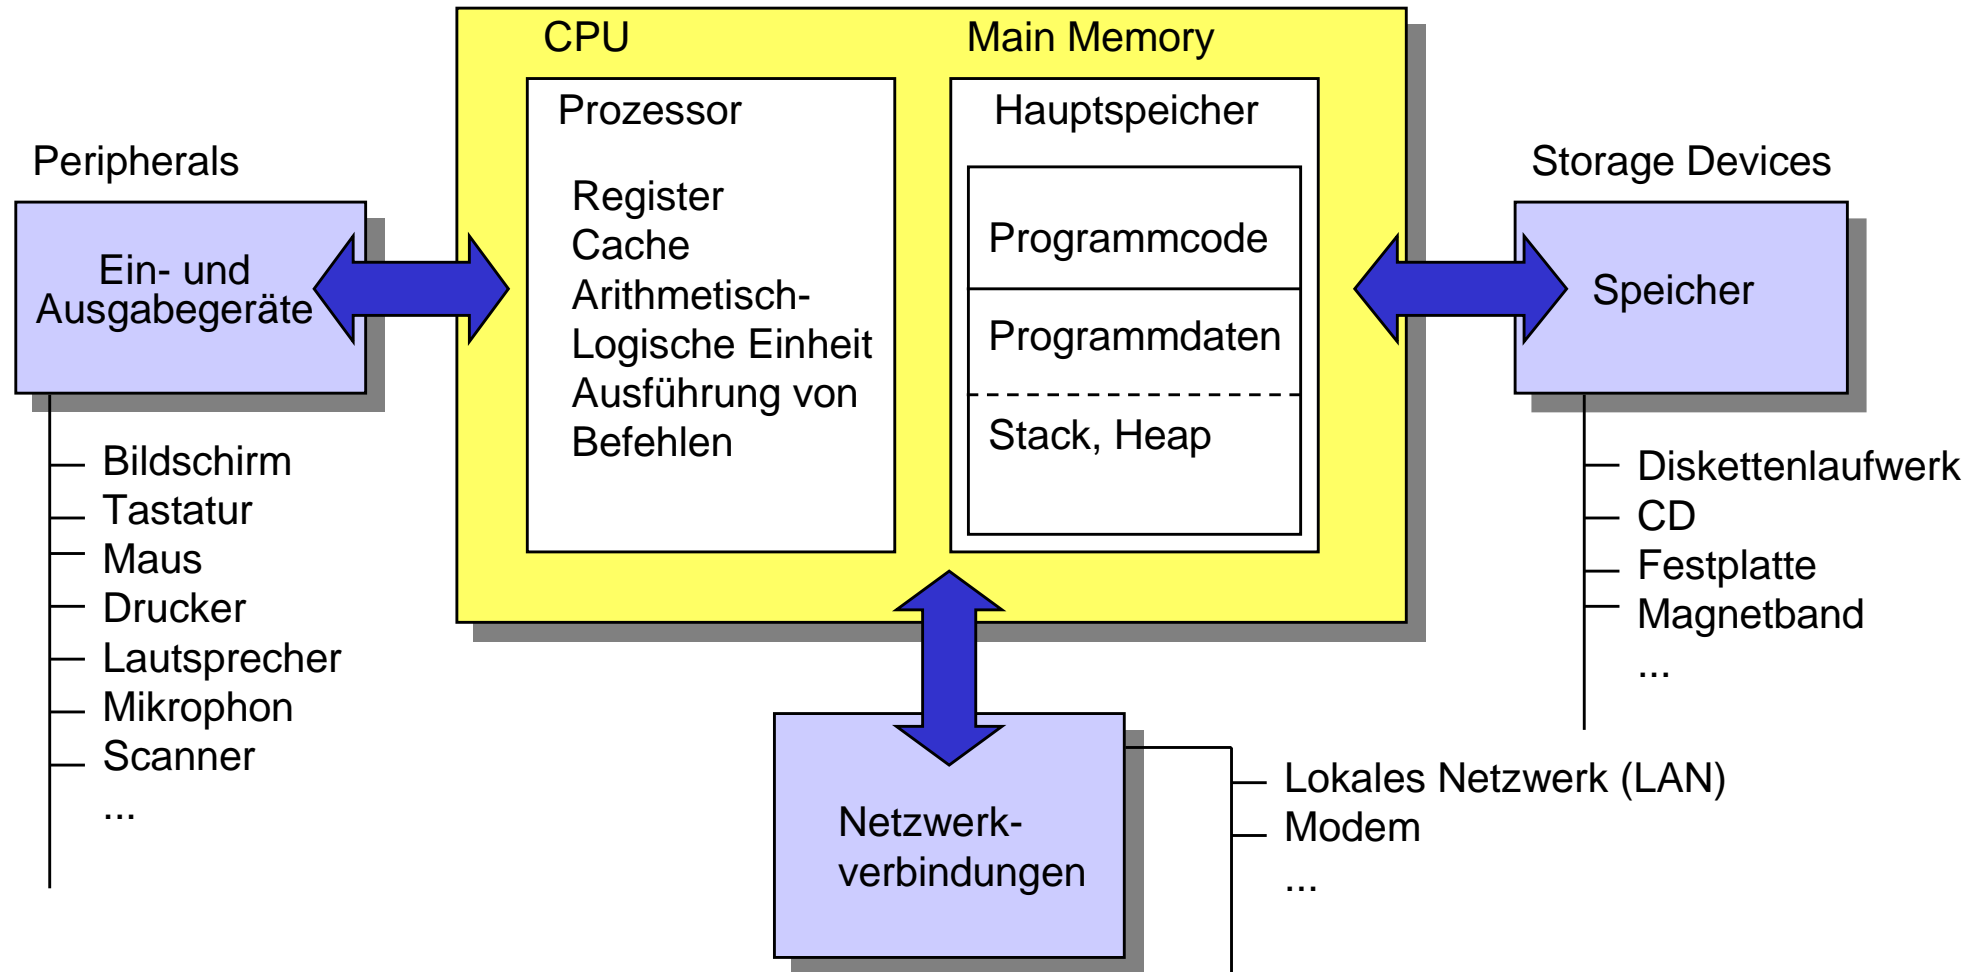 CPU
Main Memory
Prozessor
Register
Cache
Arithmetisch-
Logische Einheit
Ausführung von
Befehlen
Hauptspeicher
Programmcode
Programmdaten
Stack, Heap
Peripherals
Ein- und
Ausgabegeräte
Bildschirm
Tastatur
Maus
Drucker
Lautsprecher
Mikrophon
Scanner
...
Storage Devices
Speicher
Diskettenlaufwerk
CD
Festplatte
Magnetband
...
Netzwerk-
verbindungen
Lokales Netzwerk (LAN)
Modem
...